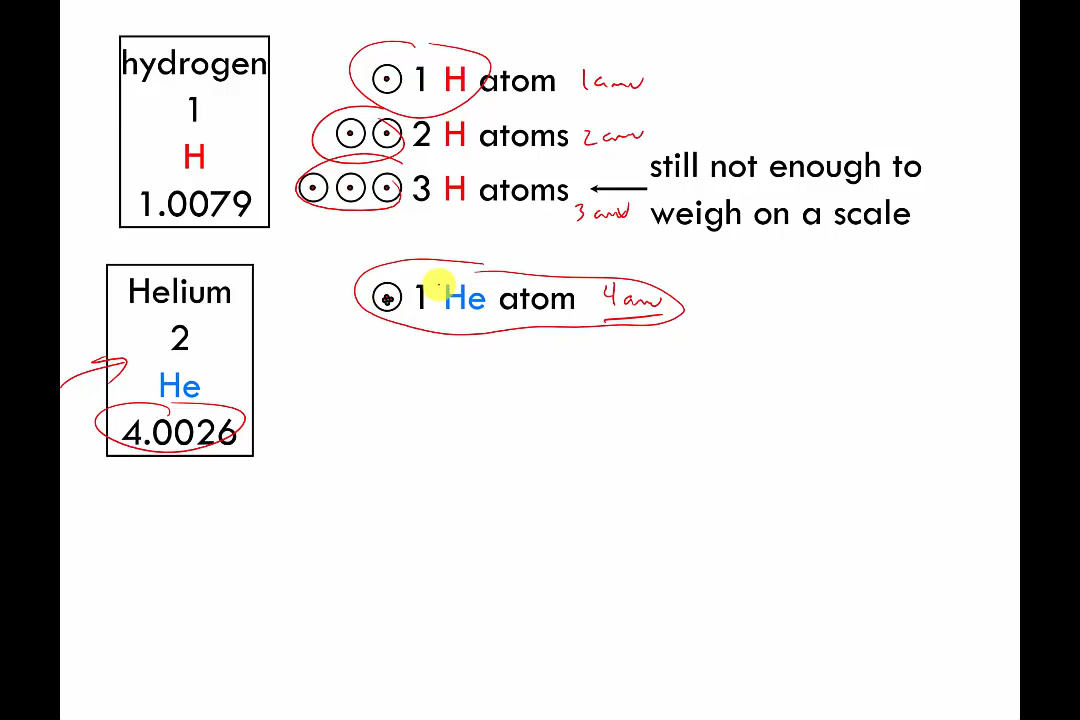 hydrogen
1
H
1.0079
1 H atom 1 amu
2 H atoms 2 amu
3 H atoms 3 amu
still not enough to
weigh on a scale
Helium
2
He
4.0026
1 He atom 4 amu